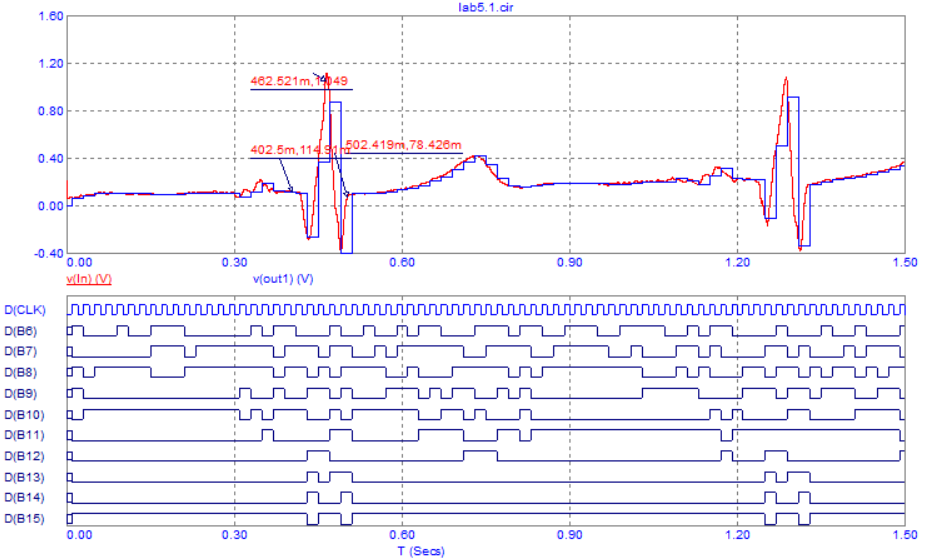 lab5.1.cir
1.60
1.20
462.521m,1.049
0.80
402.5m,114.91m
502.419m,78.426m
0.40
0.00
-0.40
0.00 0.30 0.60 0.90 1.20 1.50
v(In) (V) v(out1) (V)
D(CLK)
D(B6)
D(B7)
D(B8)
D(B9)
D(B10)
D(B11)
D(B12)
D(B13)
D(B14)
D(B15)
0.00 0.30 0.60 0.90 1.20 1.50
T (Secs)